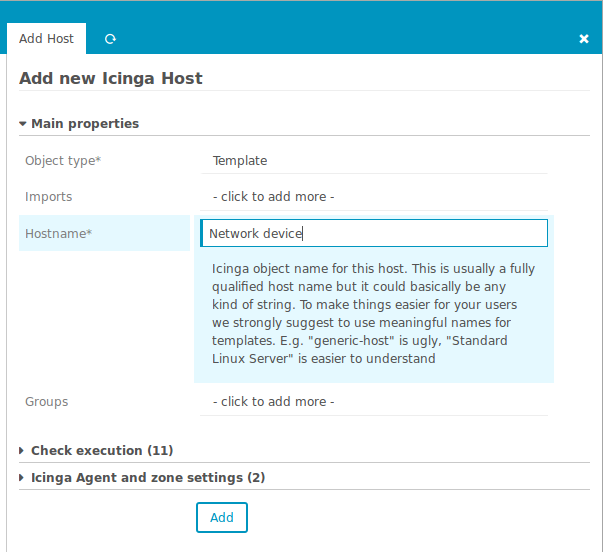 Add Host
Add new Icinga Host
Main properties
Object type* Template
Imports - click to add more -
Hostname* Network device
Icinga object name for this host. This is usually a fully
qualified host name but it could basically be any
kind of string. To make things easier for your users
we strongly suggest to use meaningful names for
templates. E.g. "generic-host" is ugly, "Standard
Linux Server" is easier to understand
Groups - click to add more -
Check execution (11)
Icinga Agent and zone settings (2)
Add